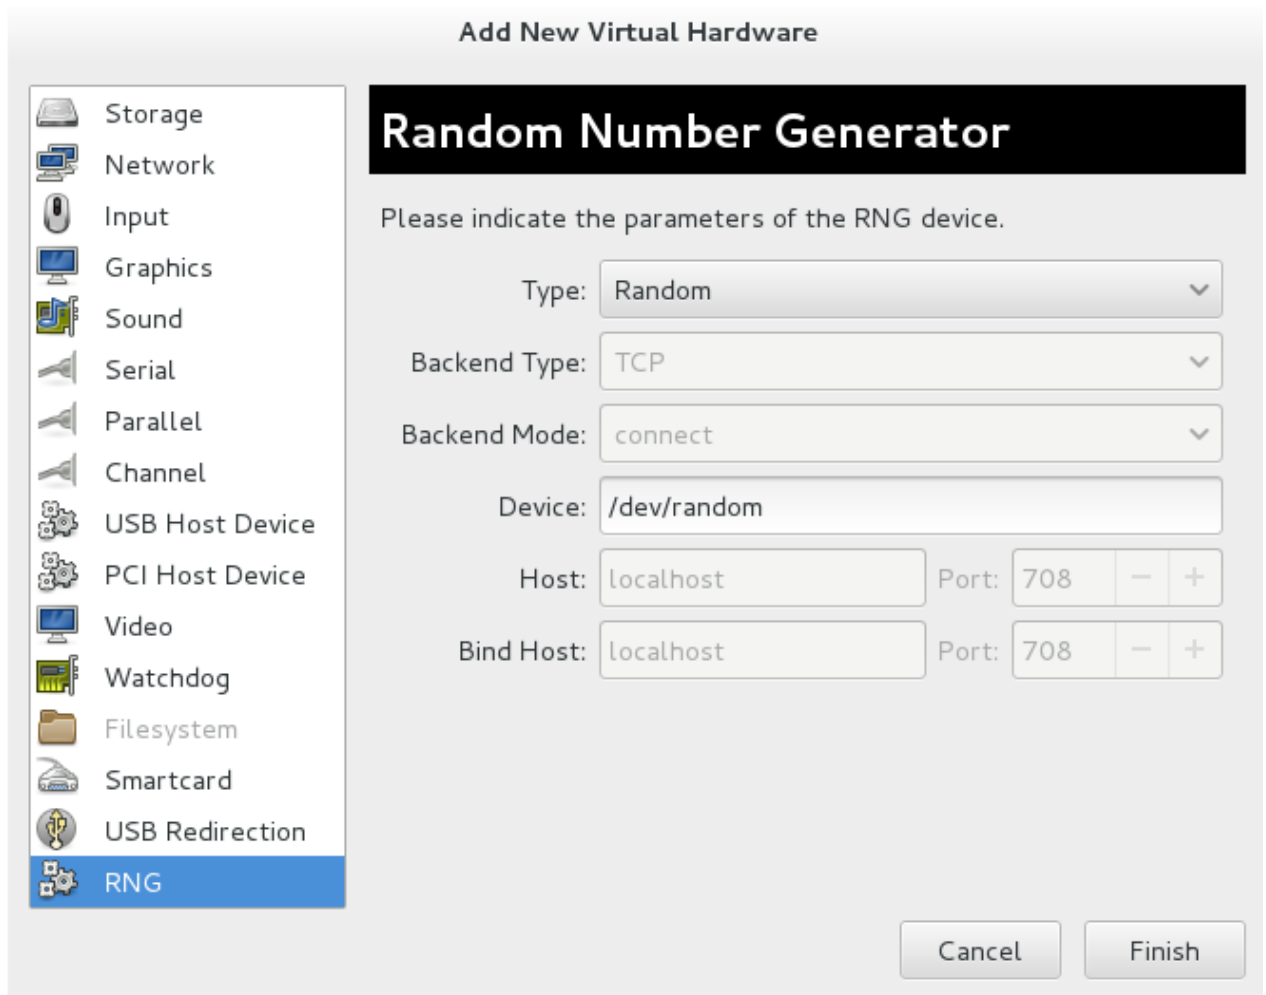 Add New Virtual Hardware
Storage
Network
Input
Graphics
Sound
Serial
Parallel
Channel
USB Host Device
PCI Host Device
Video
Watchdog
Filesystem
Smartcard
USB Redirection
RNG
Random Number Generator
Please indicate the parameters of the RNG device.
Type: Random
Backend Type: TCP
Backend Mode: connect
Device: /dev/random
Host: localhost Port: 708 − +
Bind Host: localhost Port: 708 − +
Cancel Finish